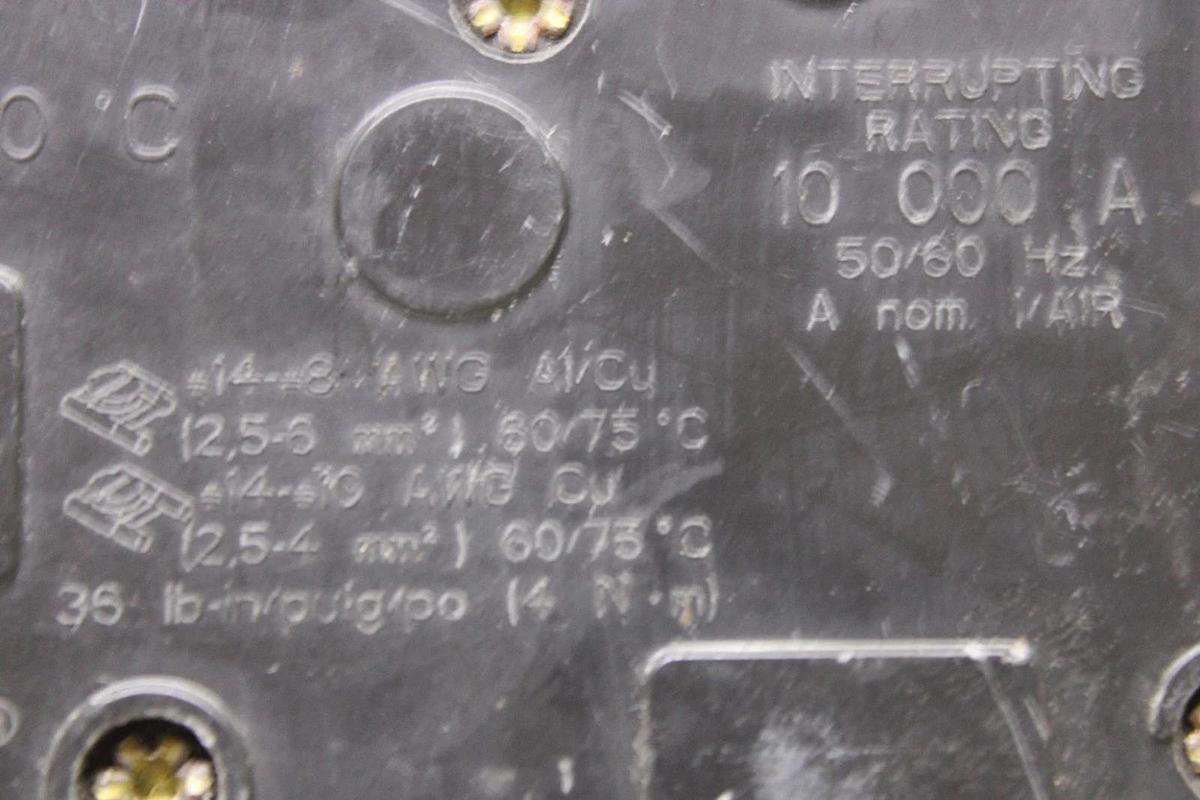 0 °C
INTERRUPTING
RATING
10 000 A
50/60 Hz
A nom. I/AIR
#14-#8 AWG Al/Cu
(2,5-6 mm²) 60/75 °C
#14-#10 AWG Cu
(2,5-4 mm²) 60/75 °C
36 lb-in/pulg/po (4 N·m)
®